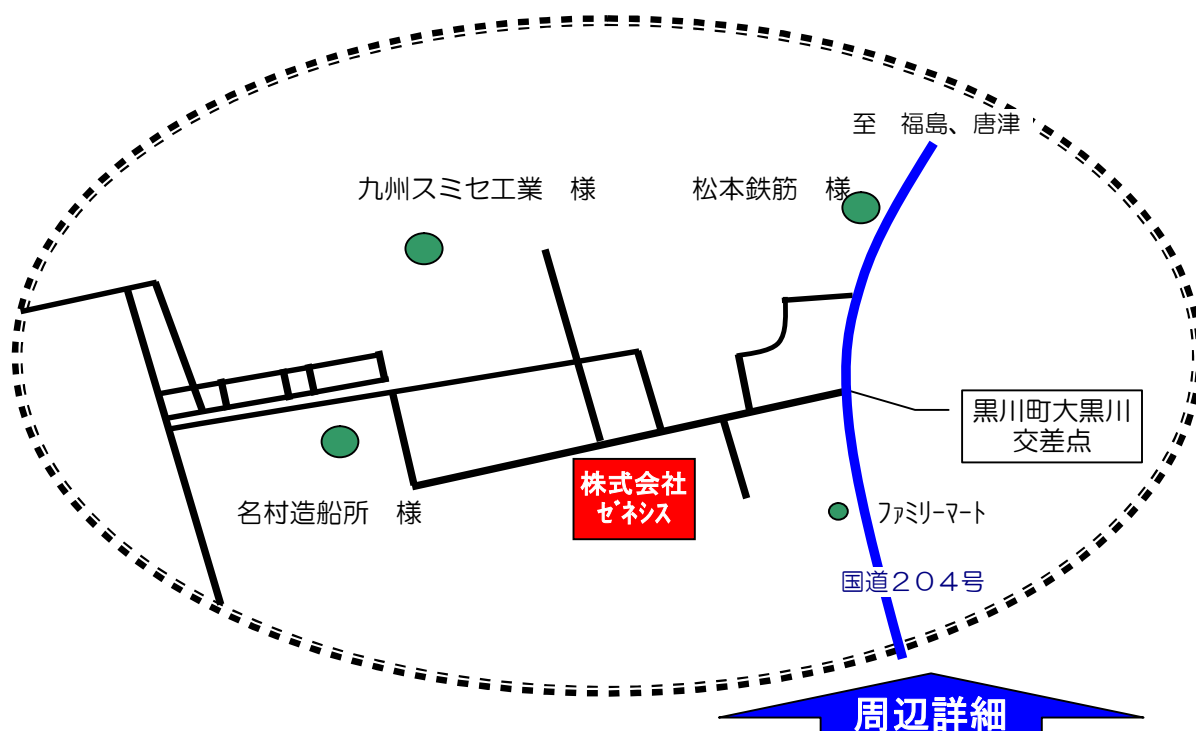 至　福島、唐津
九州スミセ工業　様
松本鉄筋　様
黒川町大黒川
交差点
株式会社
ｾﾞﾈｼｽ
名村造船所　様
ﾌｧﾐﾘｰﾏｰﾄ
国道２０４号
周辺詳細